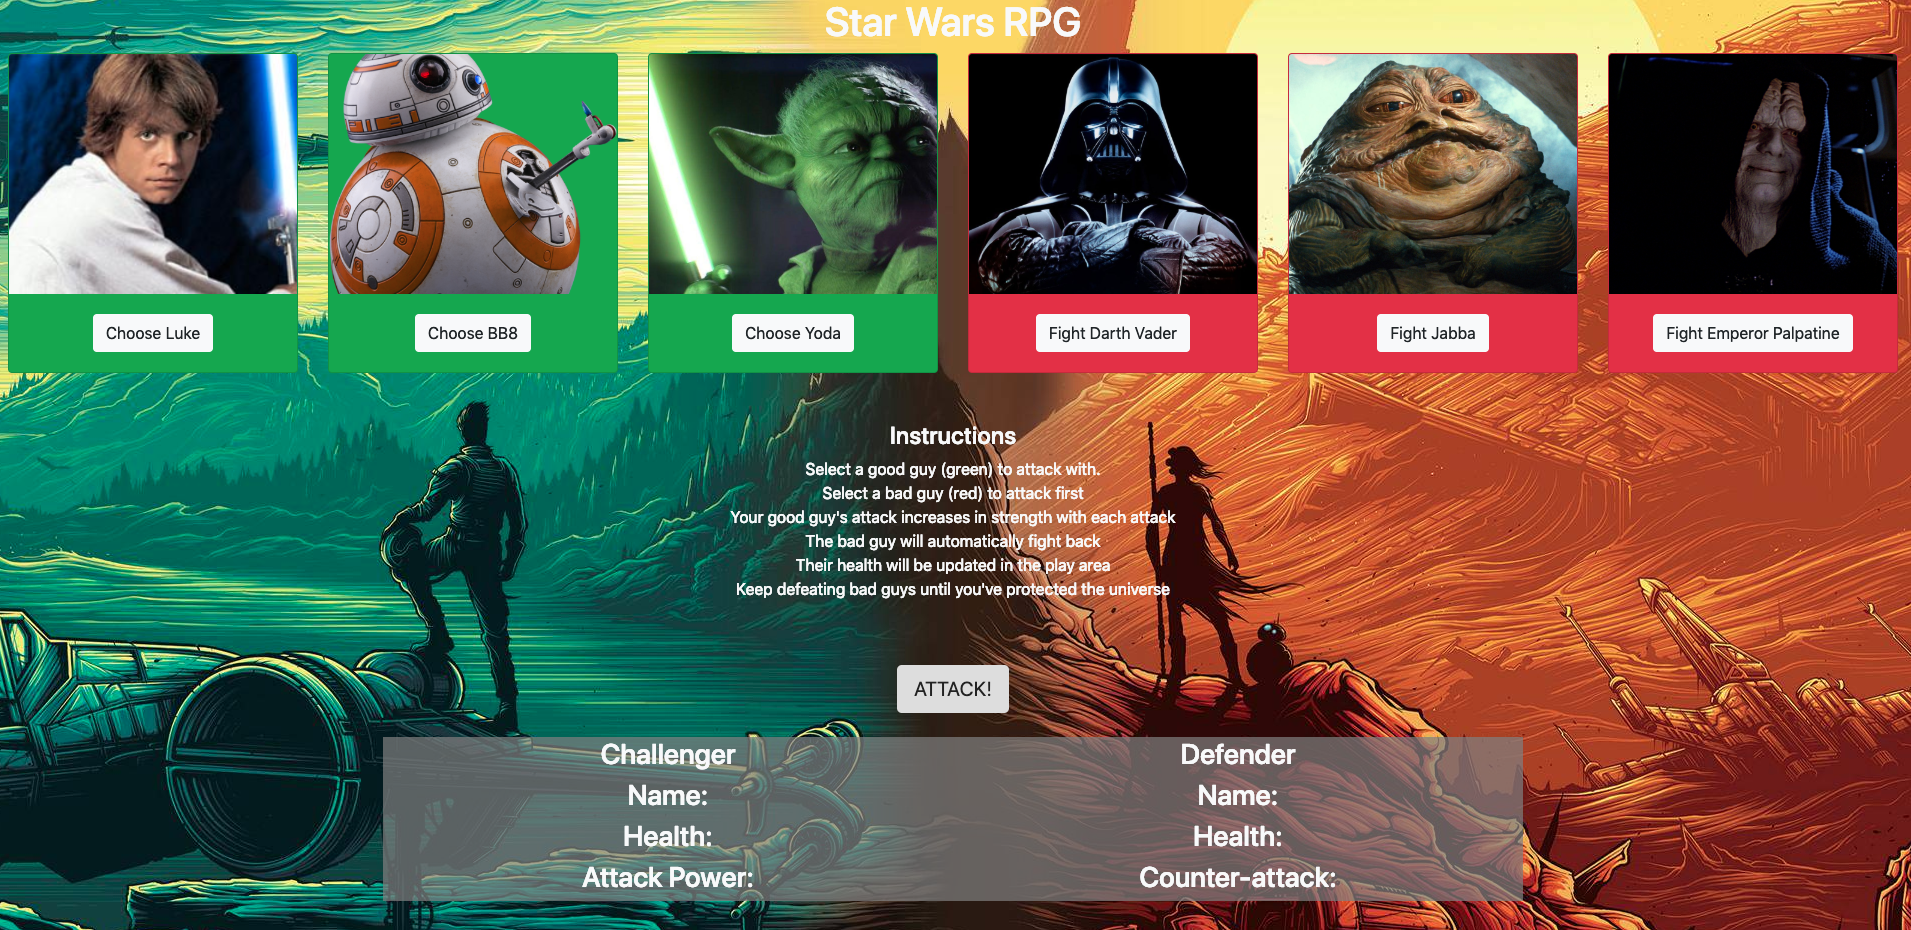 Star Wars RPG
Choose Luke
Choose BB8
Choose Yoda
Fight Darth Vader
Fight Jabba
Fight Emperor Palpatine
Instructions
Select a good guy (green) to attack with.
Select a bad guy (red) to attack first
Your good guy's attack increases in strength with each attack
The bad guy will automatically fight back
Their health will be updated in the play area
Keep defeating bad guys until you've protected the universe
ATTACK!
Challenger
Name:
Health:
Attack Power:
Defender
Name:
Health:
Counter-attack: